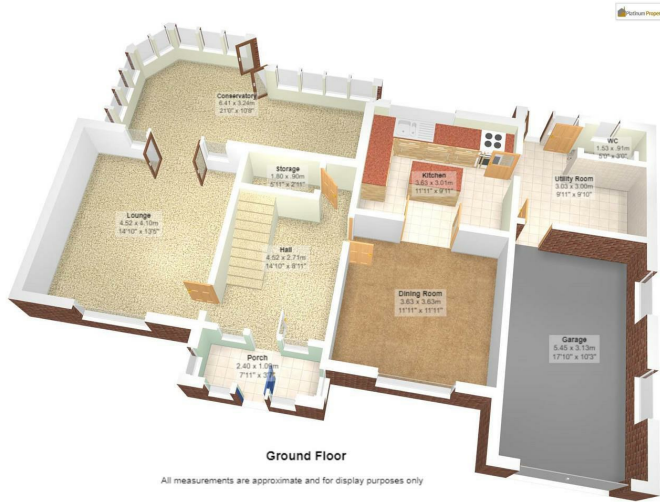 Platinum Proper
Conservatory
6.41 x 3.24m
21'0" x 10'8"
WC
1.53 x .91m
5'0" x 3'0"
Storage
1.80 x .90m
5'11" x 2'11"
Kitchen
3.63 x 3.01m
11'11" x 9'11"
Utility Room
3.03 x 3.00m
9'11" x 9'10"
Lounge
4.52 x 4.10m
14'10" x 13'5"
Hall
4.52 x 2.71m
14'10" x 8'11"
Dining Room
3.63 x 3.63m
11'11" x 11'11"
Garage
5.45 x 3.13m
17'10" x 10'3"
Porch
2.40 x 1.09m
7'11" x
Ground Floor
All measurements are approximate and for display purposes only